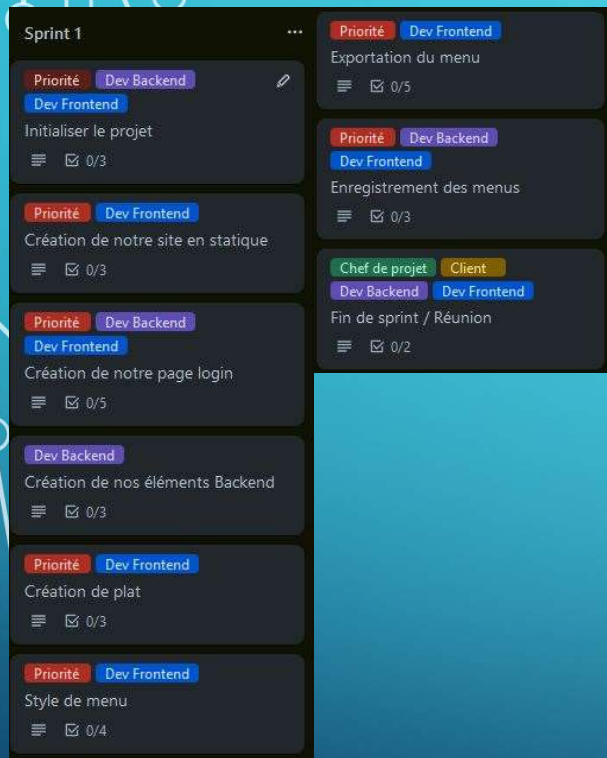 Sprint 1
Priorité Dev Backend
Dev Frontend
Initialiser le projet
0/3
Priorité Dev Frontend
Création de notre site en statique
0/3
Priorité Dev Backend
Dev Frontend
Création de notre page login
0/5
Dev Backend
Création de nos éléments Backend
0/3
Priorité Dev Frontend
Création de plat
0/3
Priorité Dev Frontend
Style de menu
0/4
Priorité Dev Frontend
Exportation du menu
0/5
Priorité Dev Backend
Dev Frontend
Enregistrement des menus
0/3
Chef de projet Client
Dev Backend Dev Frontend
Fin de sprint / Réunion
0/2